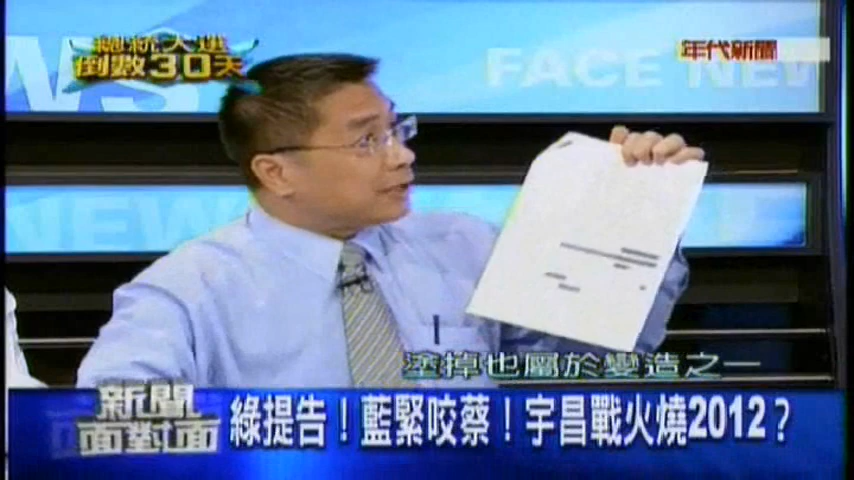 總統大選
倒數30天
年代新聞
WS
FACE NEW
NEWS
塗掉也屬於變造之一
新聞
面對面
綠提告！藍緊咬蔡！宇昌戰火燒2012？